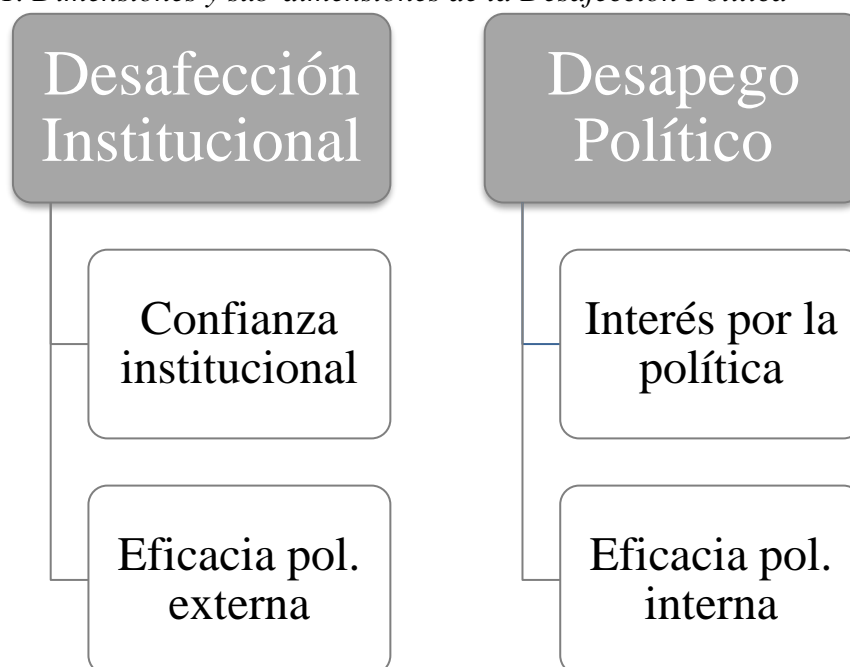 1. Dimensiones y sub-dimensiones de la Desafección Política
Desafección
Institucional
Confianza
institucional
Eficacia pol.
externa
Desapego
Político
Interés por la
política
Eficacia pol.
interna